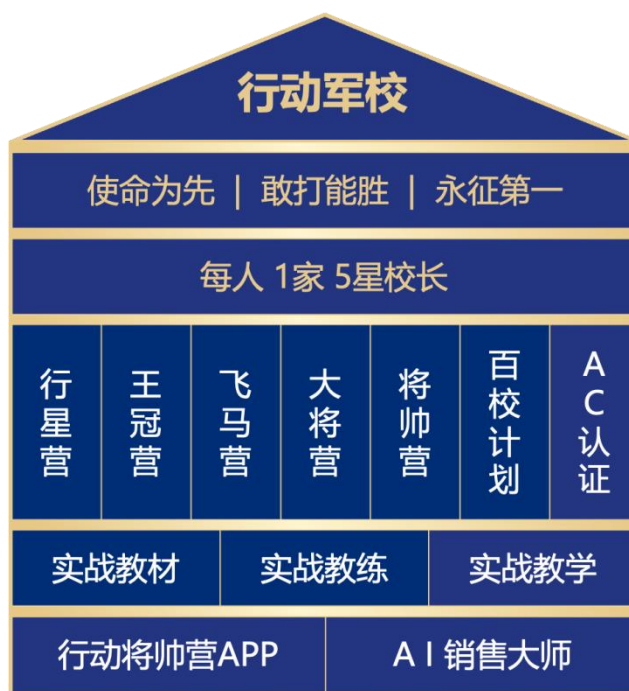 行动军校
使命为先 | 敢打能胜 | 永征第一
每人 1家 5星校长
行星营
王冠营
飞马营
大将营
将帅营
百校计划
AC认证
实战教材
实战教练
实战教学
行动将帅营APP
AI销售大师